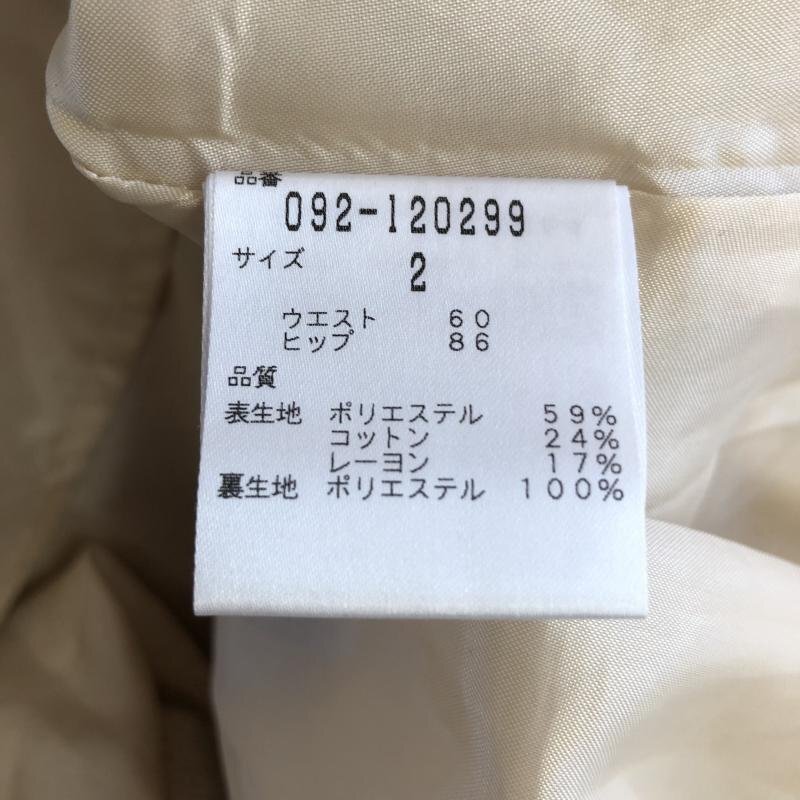 品番
092-120299
サイズ 2
ウエスト 60
ヒップ 86
品質
表生地 ポリエステル 59%
コットン 24%
レーヨン 17%
裏生地 ポリエステル 100%